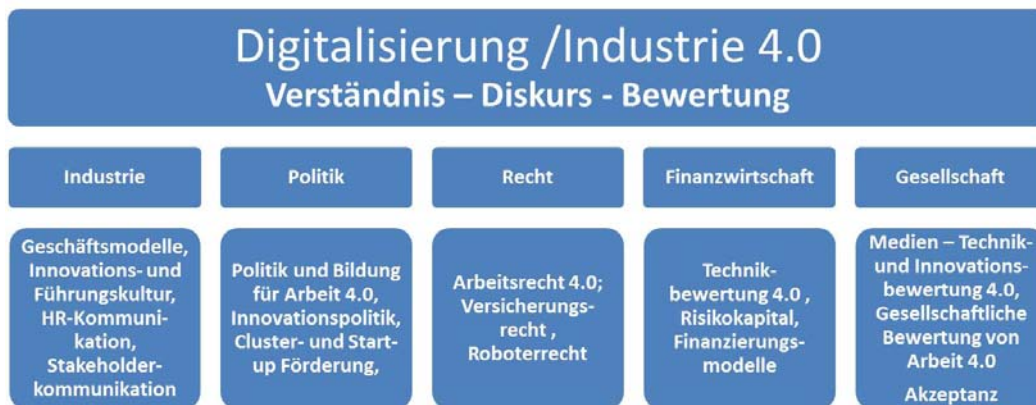 Digitalisierung /Industrie 4.0
Verständnis – Diskurs - Bewertung
Industrie
Politik
Recht
Finanzwirtschaft
Gesellschaft
Geschäftsmodelle,
Innovations- und
Führungskultur,
HR-Kommuni-
kation,
Stakeholder-
kommunikation
Politik und Bildung
für Arbeit 4.0,
Innovationspolitik,
Cluster- und Start-
up Förderung,
Arbeitsrecht 4.0;
Versicherungs-
recht ,
Roboterrecht
Technik-
bewertung 4.0 ,
Risikokapital,
Finanzierungs-
modelle
Medien – Technik-
und Innovations-
bewertung 4.0,
Gesellschaftliche
Bewertung von
Arbeit 4.0
Akzeptanz